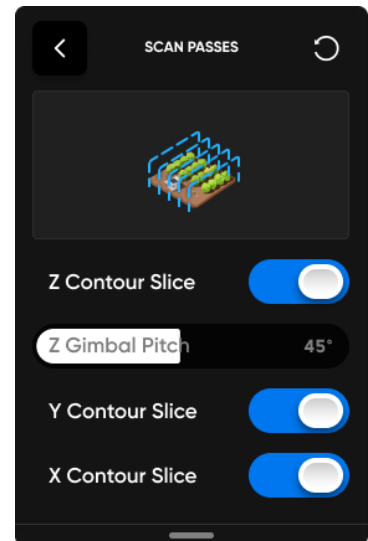 SCAN PASSES
Z Contour Slice
Z Gimbal Pitch 45°
Y Contour Slice
X Contour Slice